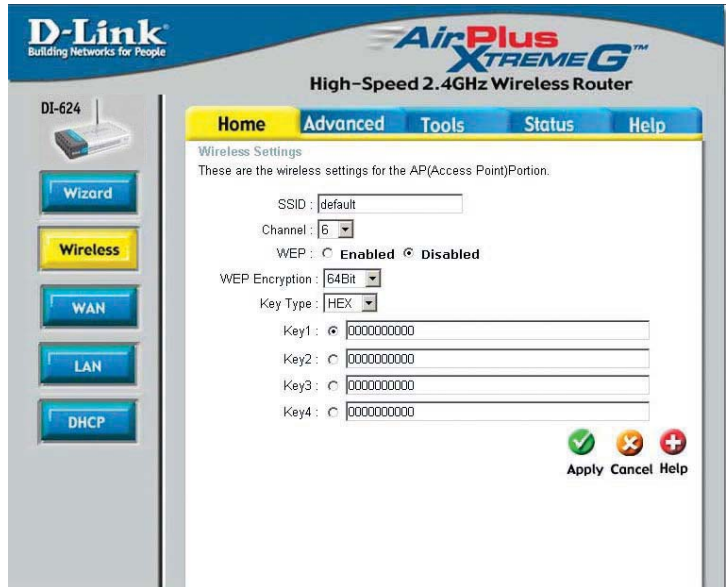 D-Link
Building Networks for People
AirPlus
XTREME G™
High-Speed 2.4GHz Wireless Router
DI-624
Home Advanced Tools Status Help
Wizard
Wireless
WAN
LAN
DHCP
Wireless Settings
These are the wireless settings for the AP(Access Point)Portion.
SSID : default
Channel : 6
WEP : Enabled Disabled
WEP Encryption : 64Bit
Key Type : HEX
Key1 : 0000000000
Key2 : 0000000000
Key3 : 0000000000
Key4 : 0000000000
Apply Cancel Help